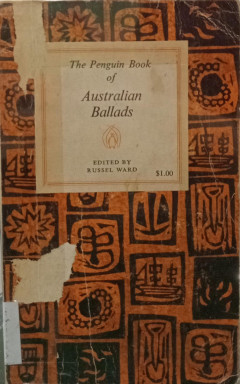 The Penguin Book
of
Australian
Ballads
EDITED BY
RUSSEL WARD
$1.00